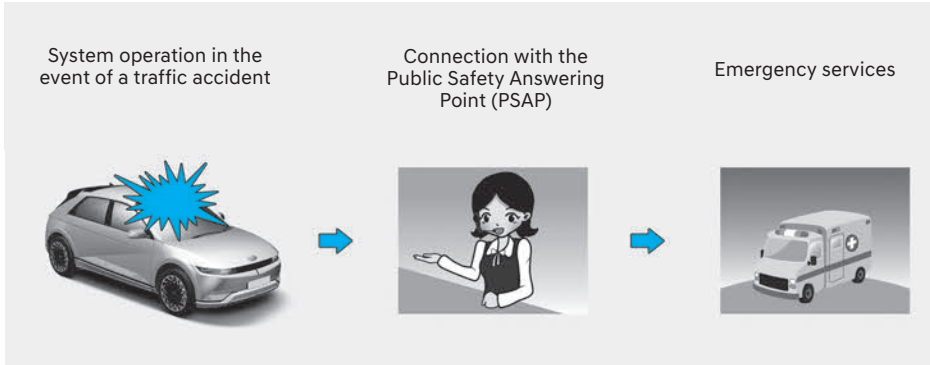 System operation in the
event of a traffic accident
Connection with the
Public Safety Answering
Point (PSAP)
Emergency services